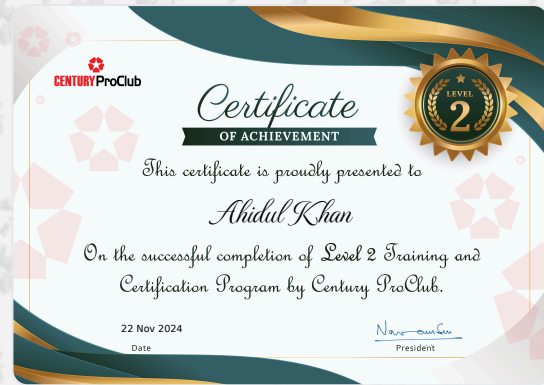 CENTURY ProClub
LEVEL
2
Certificate
OF ACHIEVEMENT
This certificate is proudly presented to
Ahidul Khan
On the successful completion of Level 2 Training and
Certification Program by Century ProClub.
22 Nov 2024
Date
President